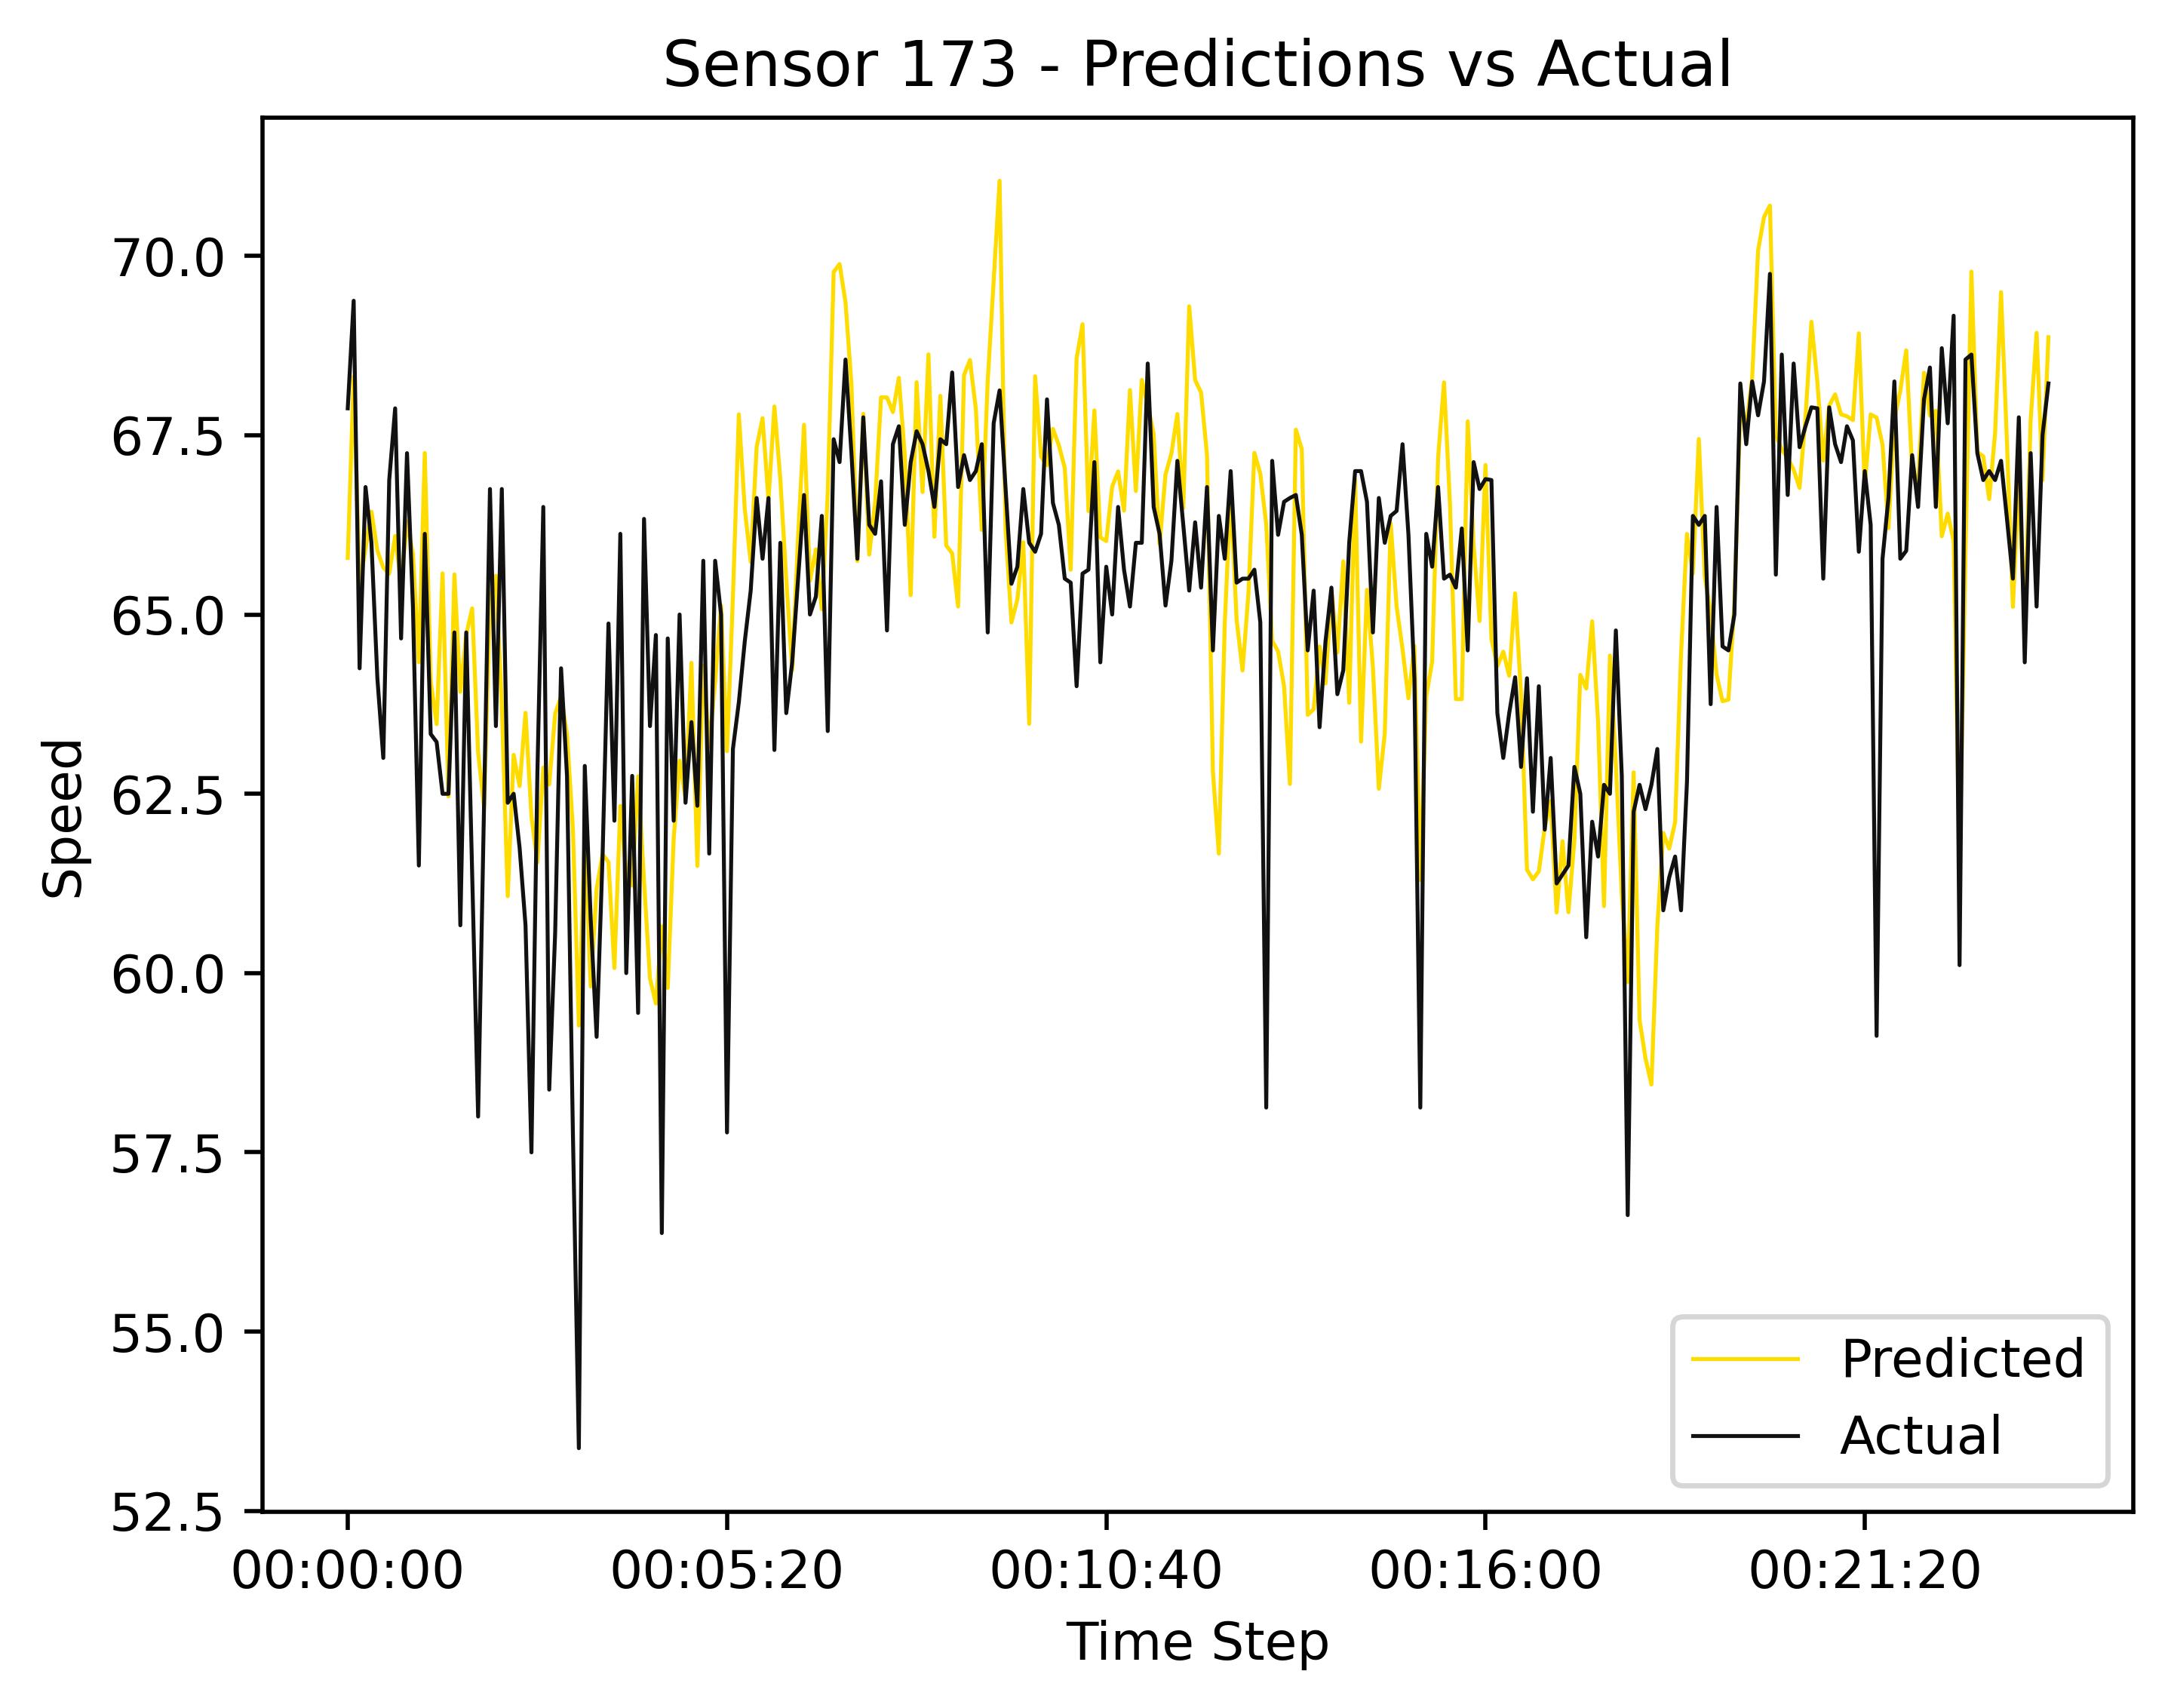 Sensor 173 - Predictions vs Actual
70.0
67.5
65.0
62.5
60.0
57.5
55.0
52.5
Speed
Predicted
Actual
00:00:00 00:05:20 00:10:40 00:16:00 00:21:20
Time Step